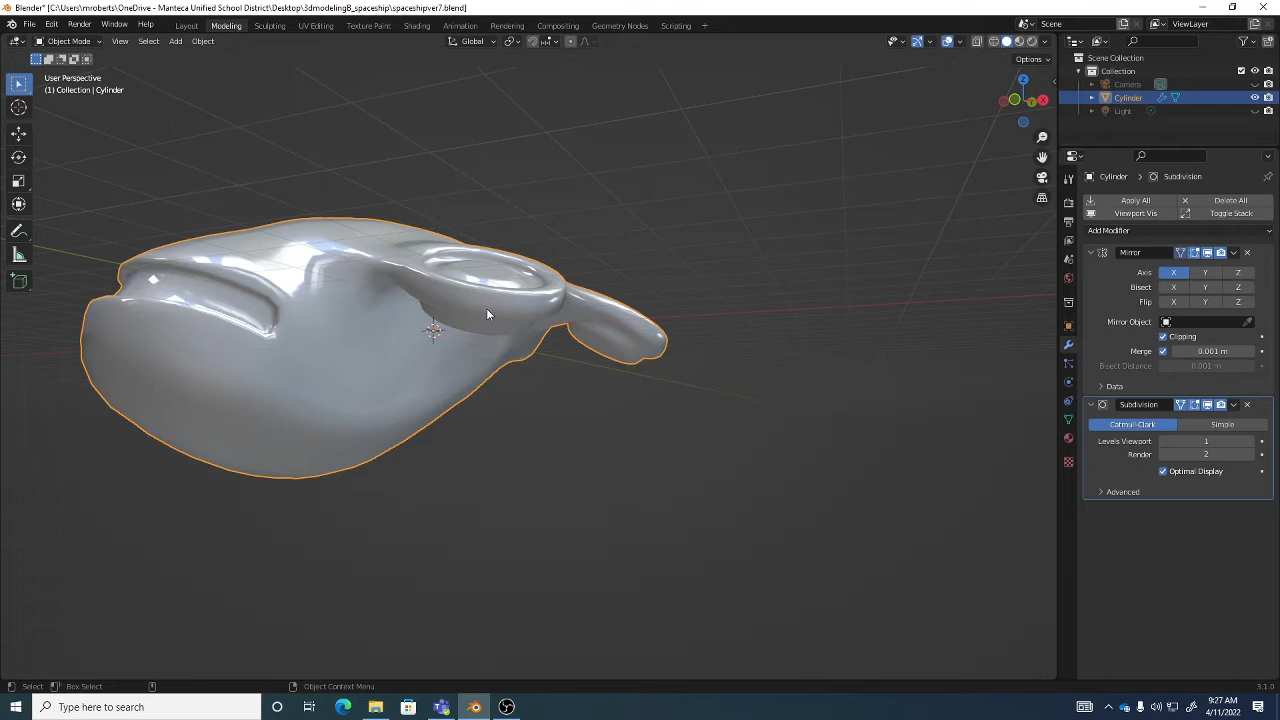 Blender* [C:\Users\mroberts\OneDrive - Manteca Unified School District\Desktop\3dmodelingB_spaceship\spaceshipver7.blend]
File Edit Render Window Help Layout Modeling Sculpting UV Editing Texture Paint Shading Animation Rendering Compositing Geometry Nodes Scripting + Scene ViewLayer
Object Mode View Select Add Object Global
Options
User Perspective
(1) Collection | Cylinder
Z
Y X
Scene Collection
Collection
Camera
Cylinder
Light
Cylinder > Subdivision
Apply All Delete All
Viewport Vis Toggle Stack
Add Modifier
Mirror
Axis X Y Z
Bisect X Y Z
Flip X Y Z
Mirror Object
Clipping
Merge 0.001 m
Bisect Distance 0.001 m
Data
Subdivision
Catmull-Clark Simple
Levels Viewport 1
Render 2
Optimal Display
Advanced
Select Box Select Object Context Menu 3.1.0
Type here to search
9:27 AM
4/11/2022